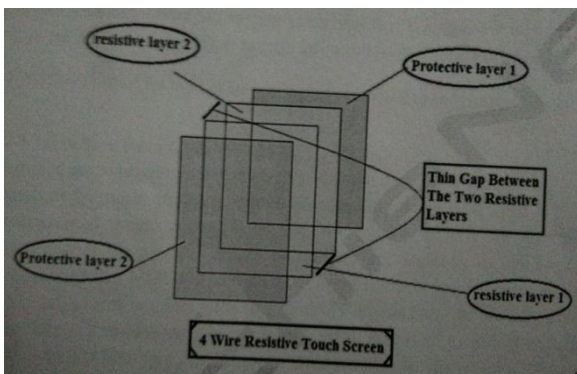 resistive layer 2
Protective layer 1
Thin Gap Between
The Two Resistive
Layers
Protective layer 2
resistive layer 1
4 Wire Resistive Touch Screen